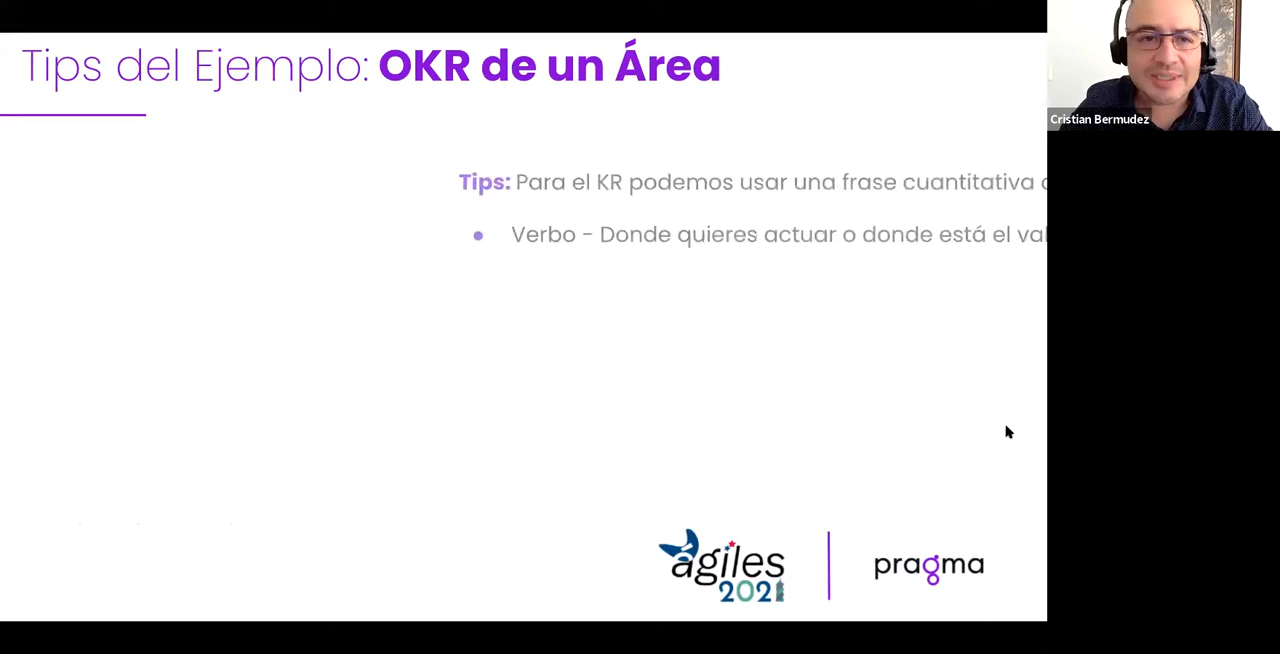 Tips del Ejemplo: OKR de un Área
Cristian Bermudez
Tips: Para el KR podemos usar una frase cuantitativa
● Verbo - Donde quieres actuar o donde está el
ágiles
2021
pragma